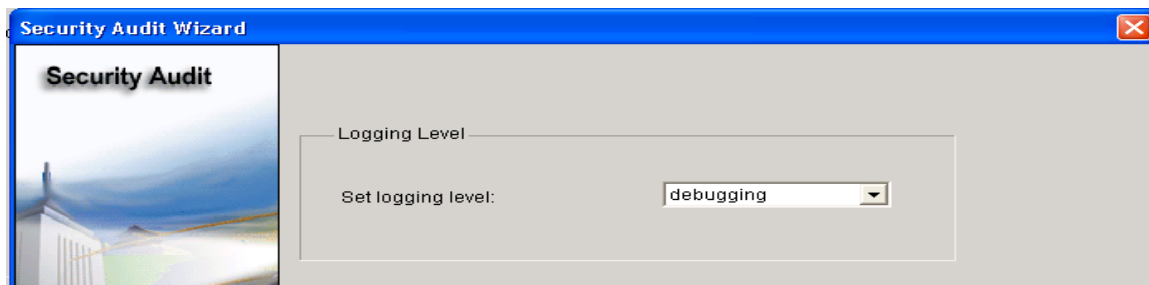 Security Audit Wizard
Security Audit
Logging Level
Set logging level:
debugging